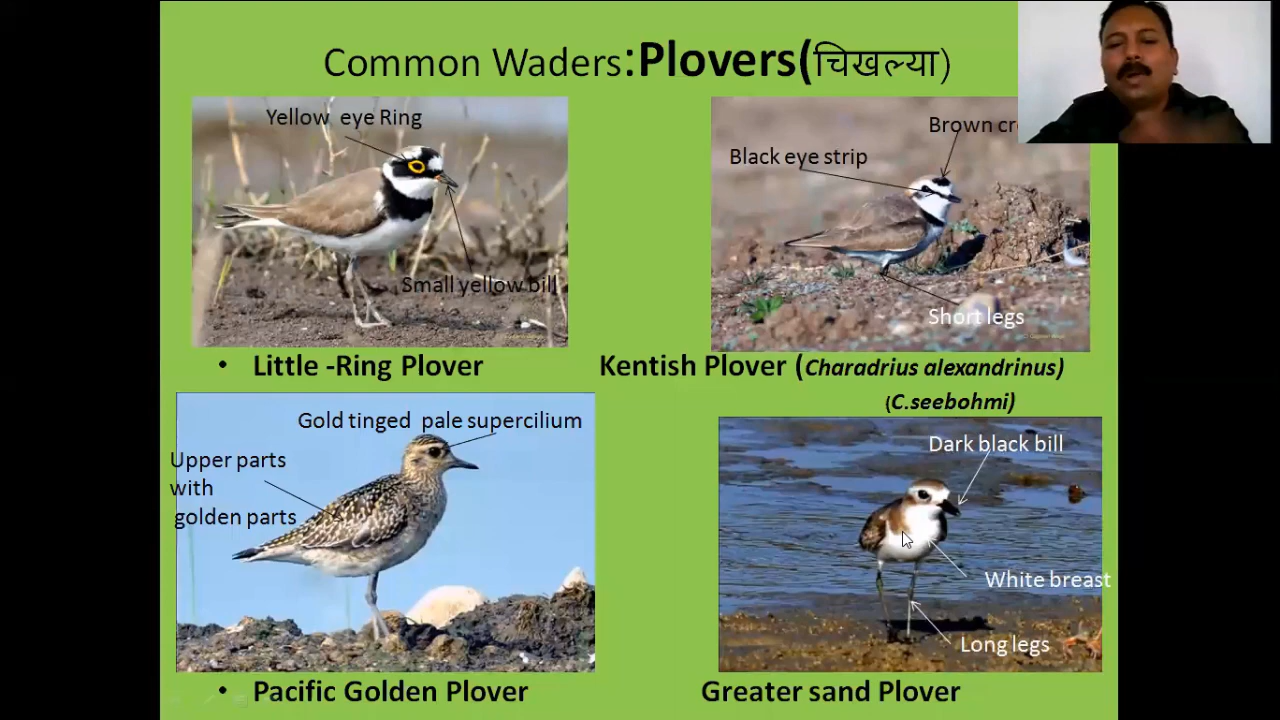 Common Waders:Plovers(चिखल्या)
Yellow eye Ring
Small yellow bill
Brown cr
Black eye strip
Short legs
• Little -Ring Plover
Kentish Plover (Charadrius alexandrinus)
(C.seebohmi)
Gold tinged pale supercilium
Upper parts
with
golden parts
Dark black bill
White breast
Long legs
• Pacific Golden Plover
Greater sand Plover